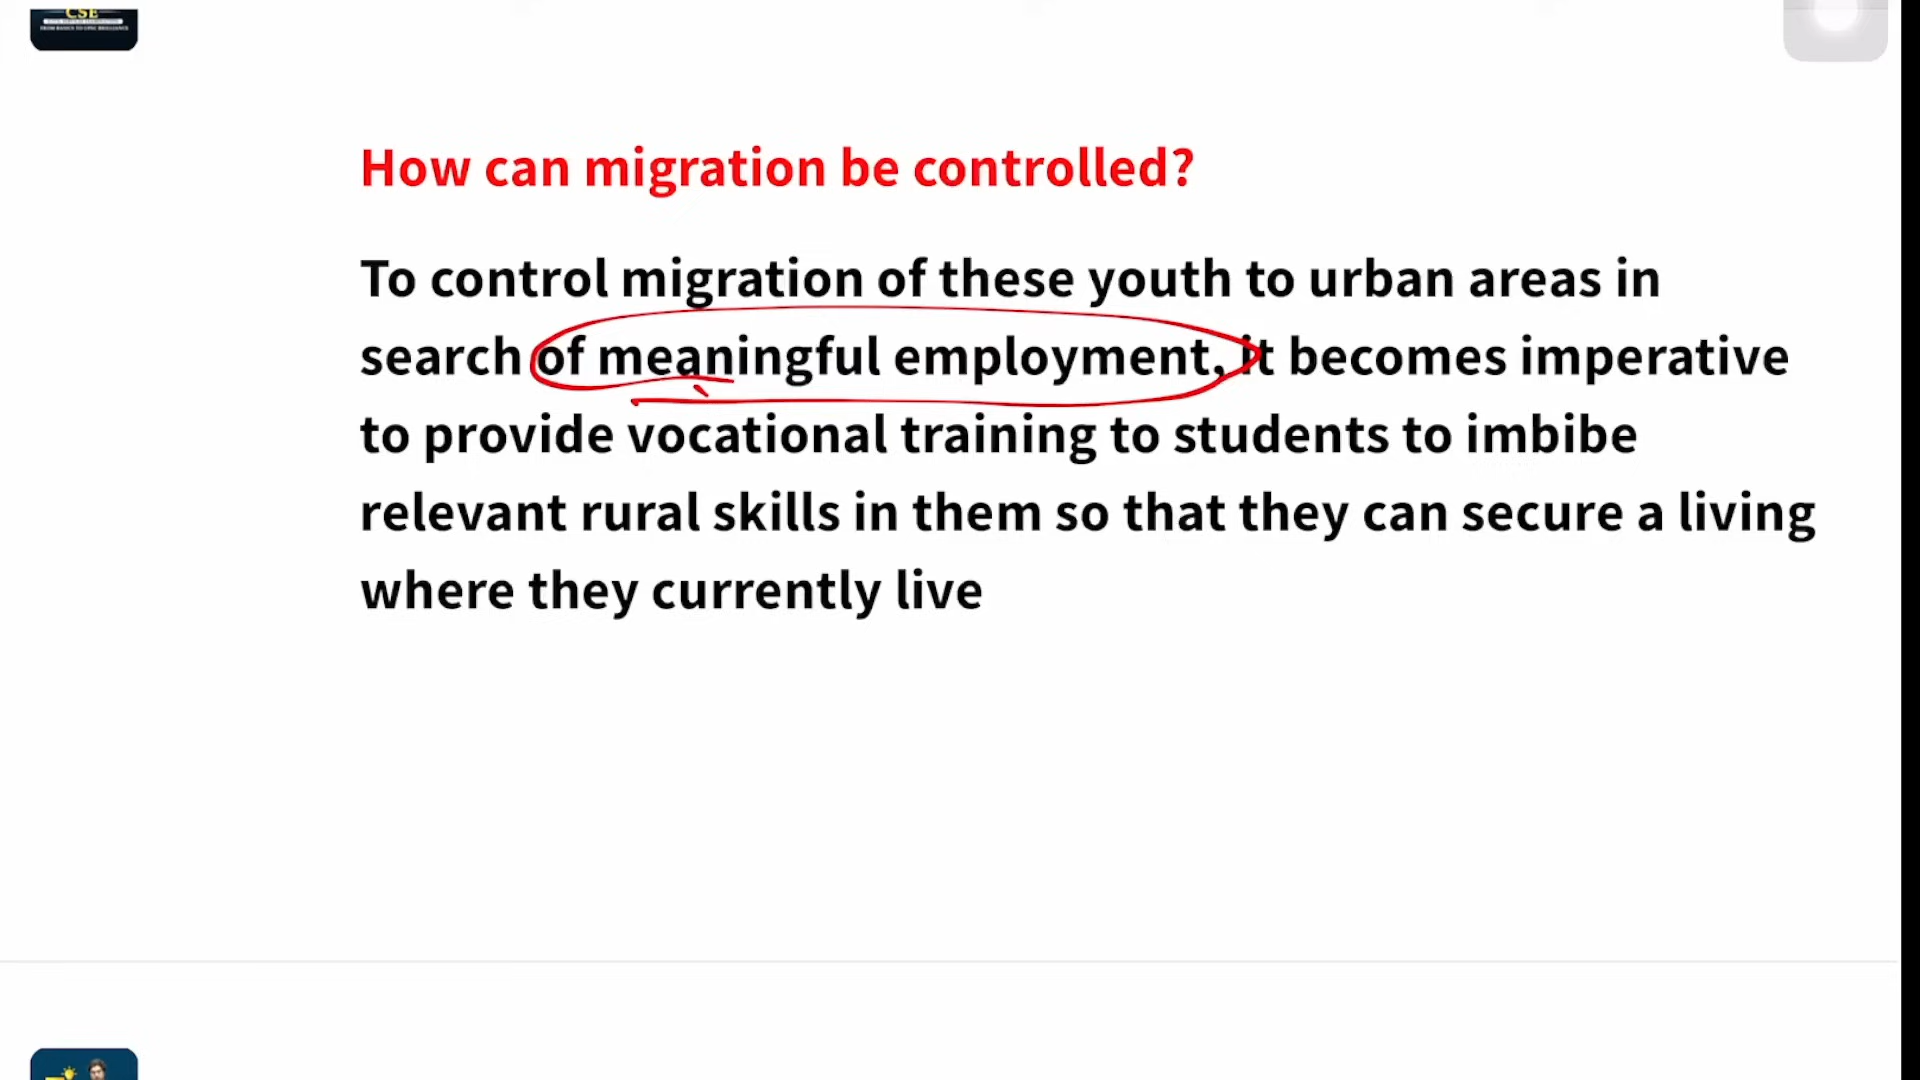 CSE
How can migration be controlled?
To control migration of these youth to urban areas in
search of meaningful employment, it becomes imperative
to provide vocational training to students to imbibe
relevant rural skills in them so that they can secure a living
where they currently live